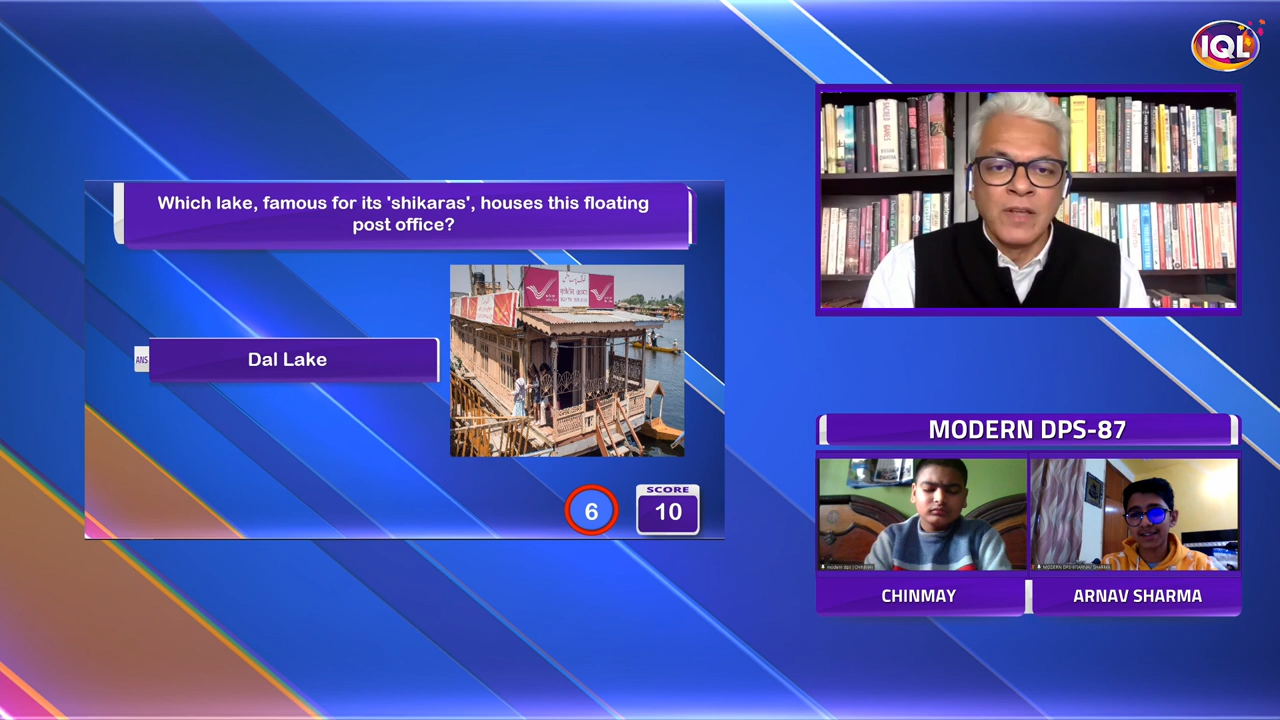 IQL
Which lake, famous for its 'shikaras', houses this floating
post office?
ANS
Dal Lake
6
SCORE
10
MODERN DPS-87
CHINMAY
ARNAV SHARMA